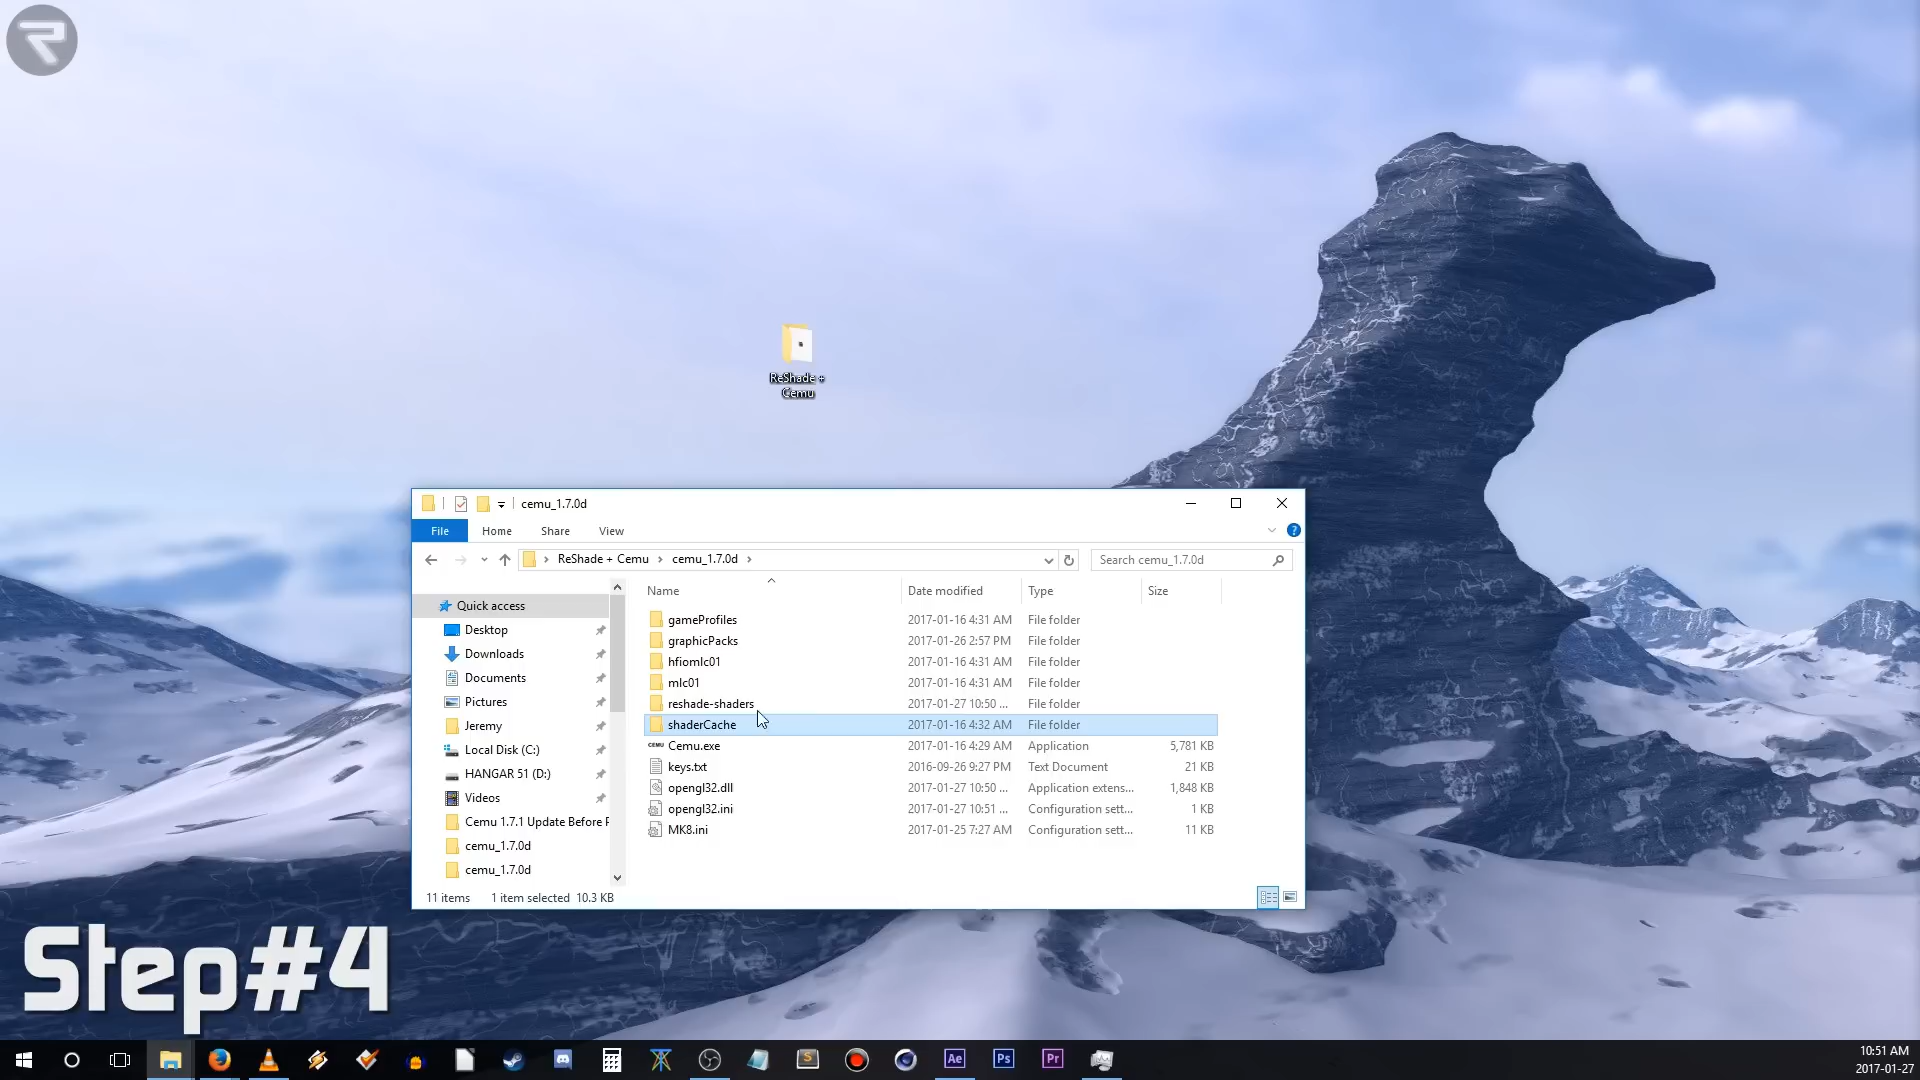 R
ReShade +
Cemu
cemu_1.7.0d
File Home Share View
ReShade + Cemu > cemu_1.7.0d >
Search cemu_1.7.0d
Name Date modified Type Size
Quick access
Desktop
Downloads
Documents
Pictures
Jeremy
Local Disk (C:)
HANGAR 51 (D:)
Videos
Cemu 1.7.1 Update Before F
cemu_1.7.0d
cemu_1.7.0d
gameProfiles 2017-01-16 4:31 AM File folder
graphicPacks 2017-01-26 2:57 PM File folder
hfiomlc01 2017-01-16 4:31 AM File folder
mlc01 2017-01-16 4:31 AM File folder
reshade-shaders 2017-01-27 10:50 ... File folder
shaderCache 2017-01-16 4:32 AM File folder
CEMU Cemu.exe 2017-01-16 4:29 AM Application 5,781 KB
keys.txt 2016-09-26 9:27 PM Text Document 21 KB
opengl32.dll 2017-01-27 10:50 ... Application extens... 1,848 KB
opengl32.ini 2017-01-27 10:51 ... Configuration sett... 1 KB
MK8.ini 2017-01-25 7:27 AM Configuration sett... 11 KB
11 items 1 item selected 10.3 KB
Step#4
S Ae Ps Pr
10:51 AM
2017-01-27